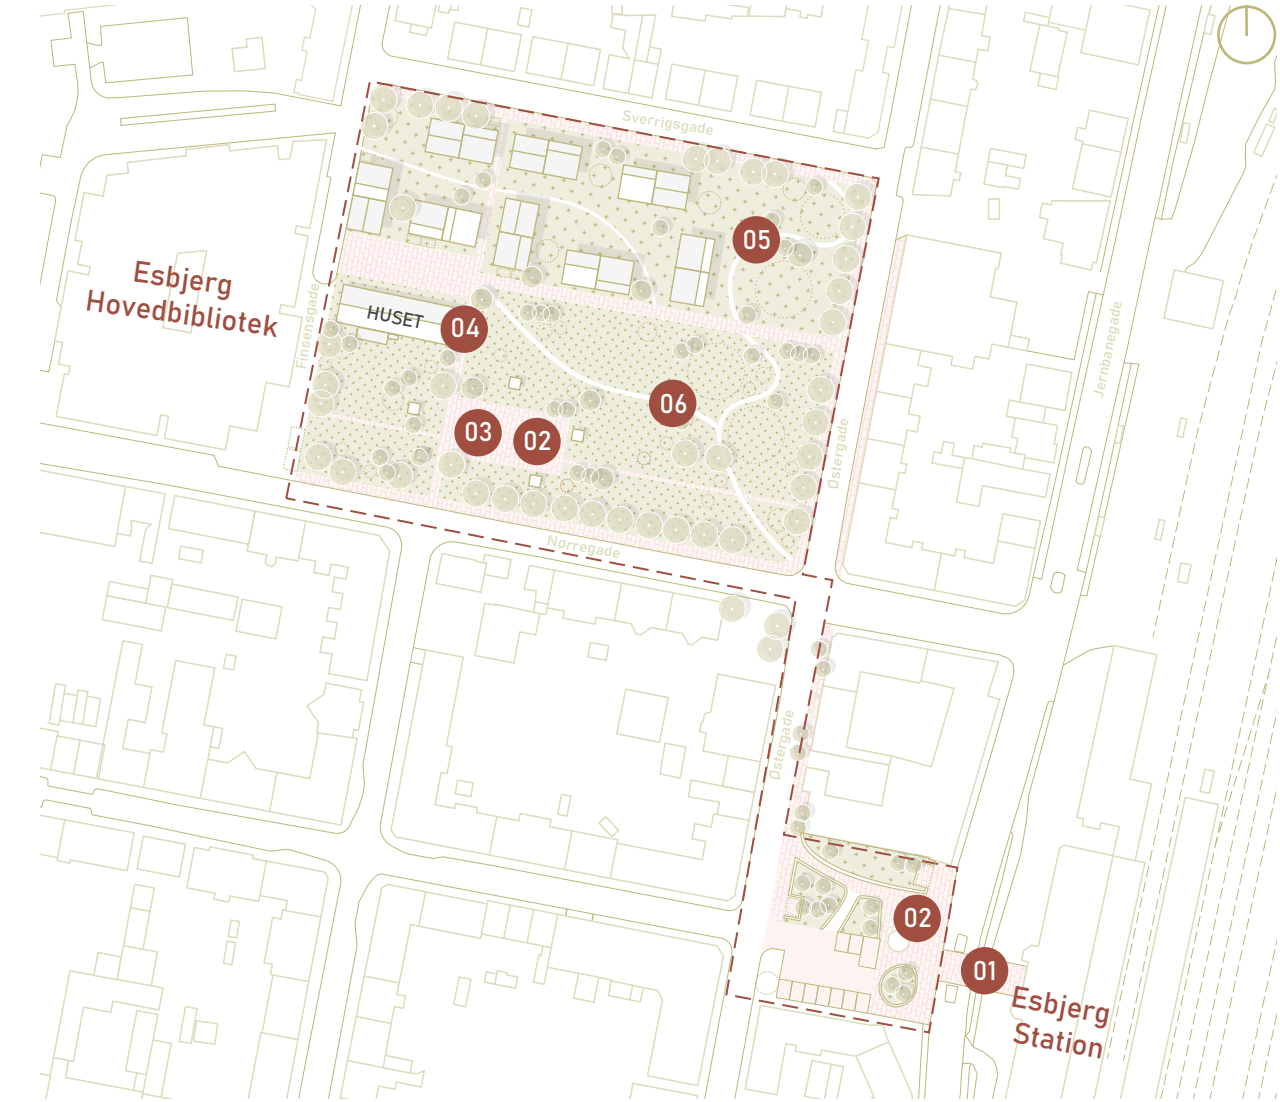 Sverrigsgade
05
Esbjerg
Hovedbibliotek
Finsensgade
HUSET
04
Jernbanegade
06
03
02
Østergade
Nørregade
Østergade
02
01
Esbjerg
Station